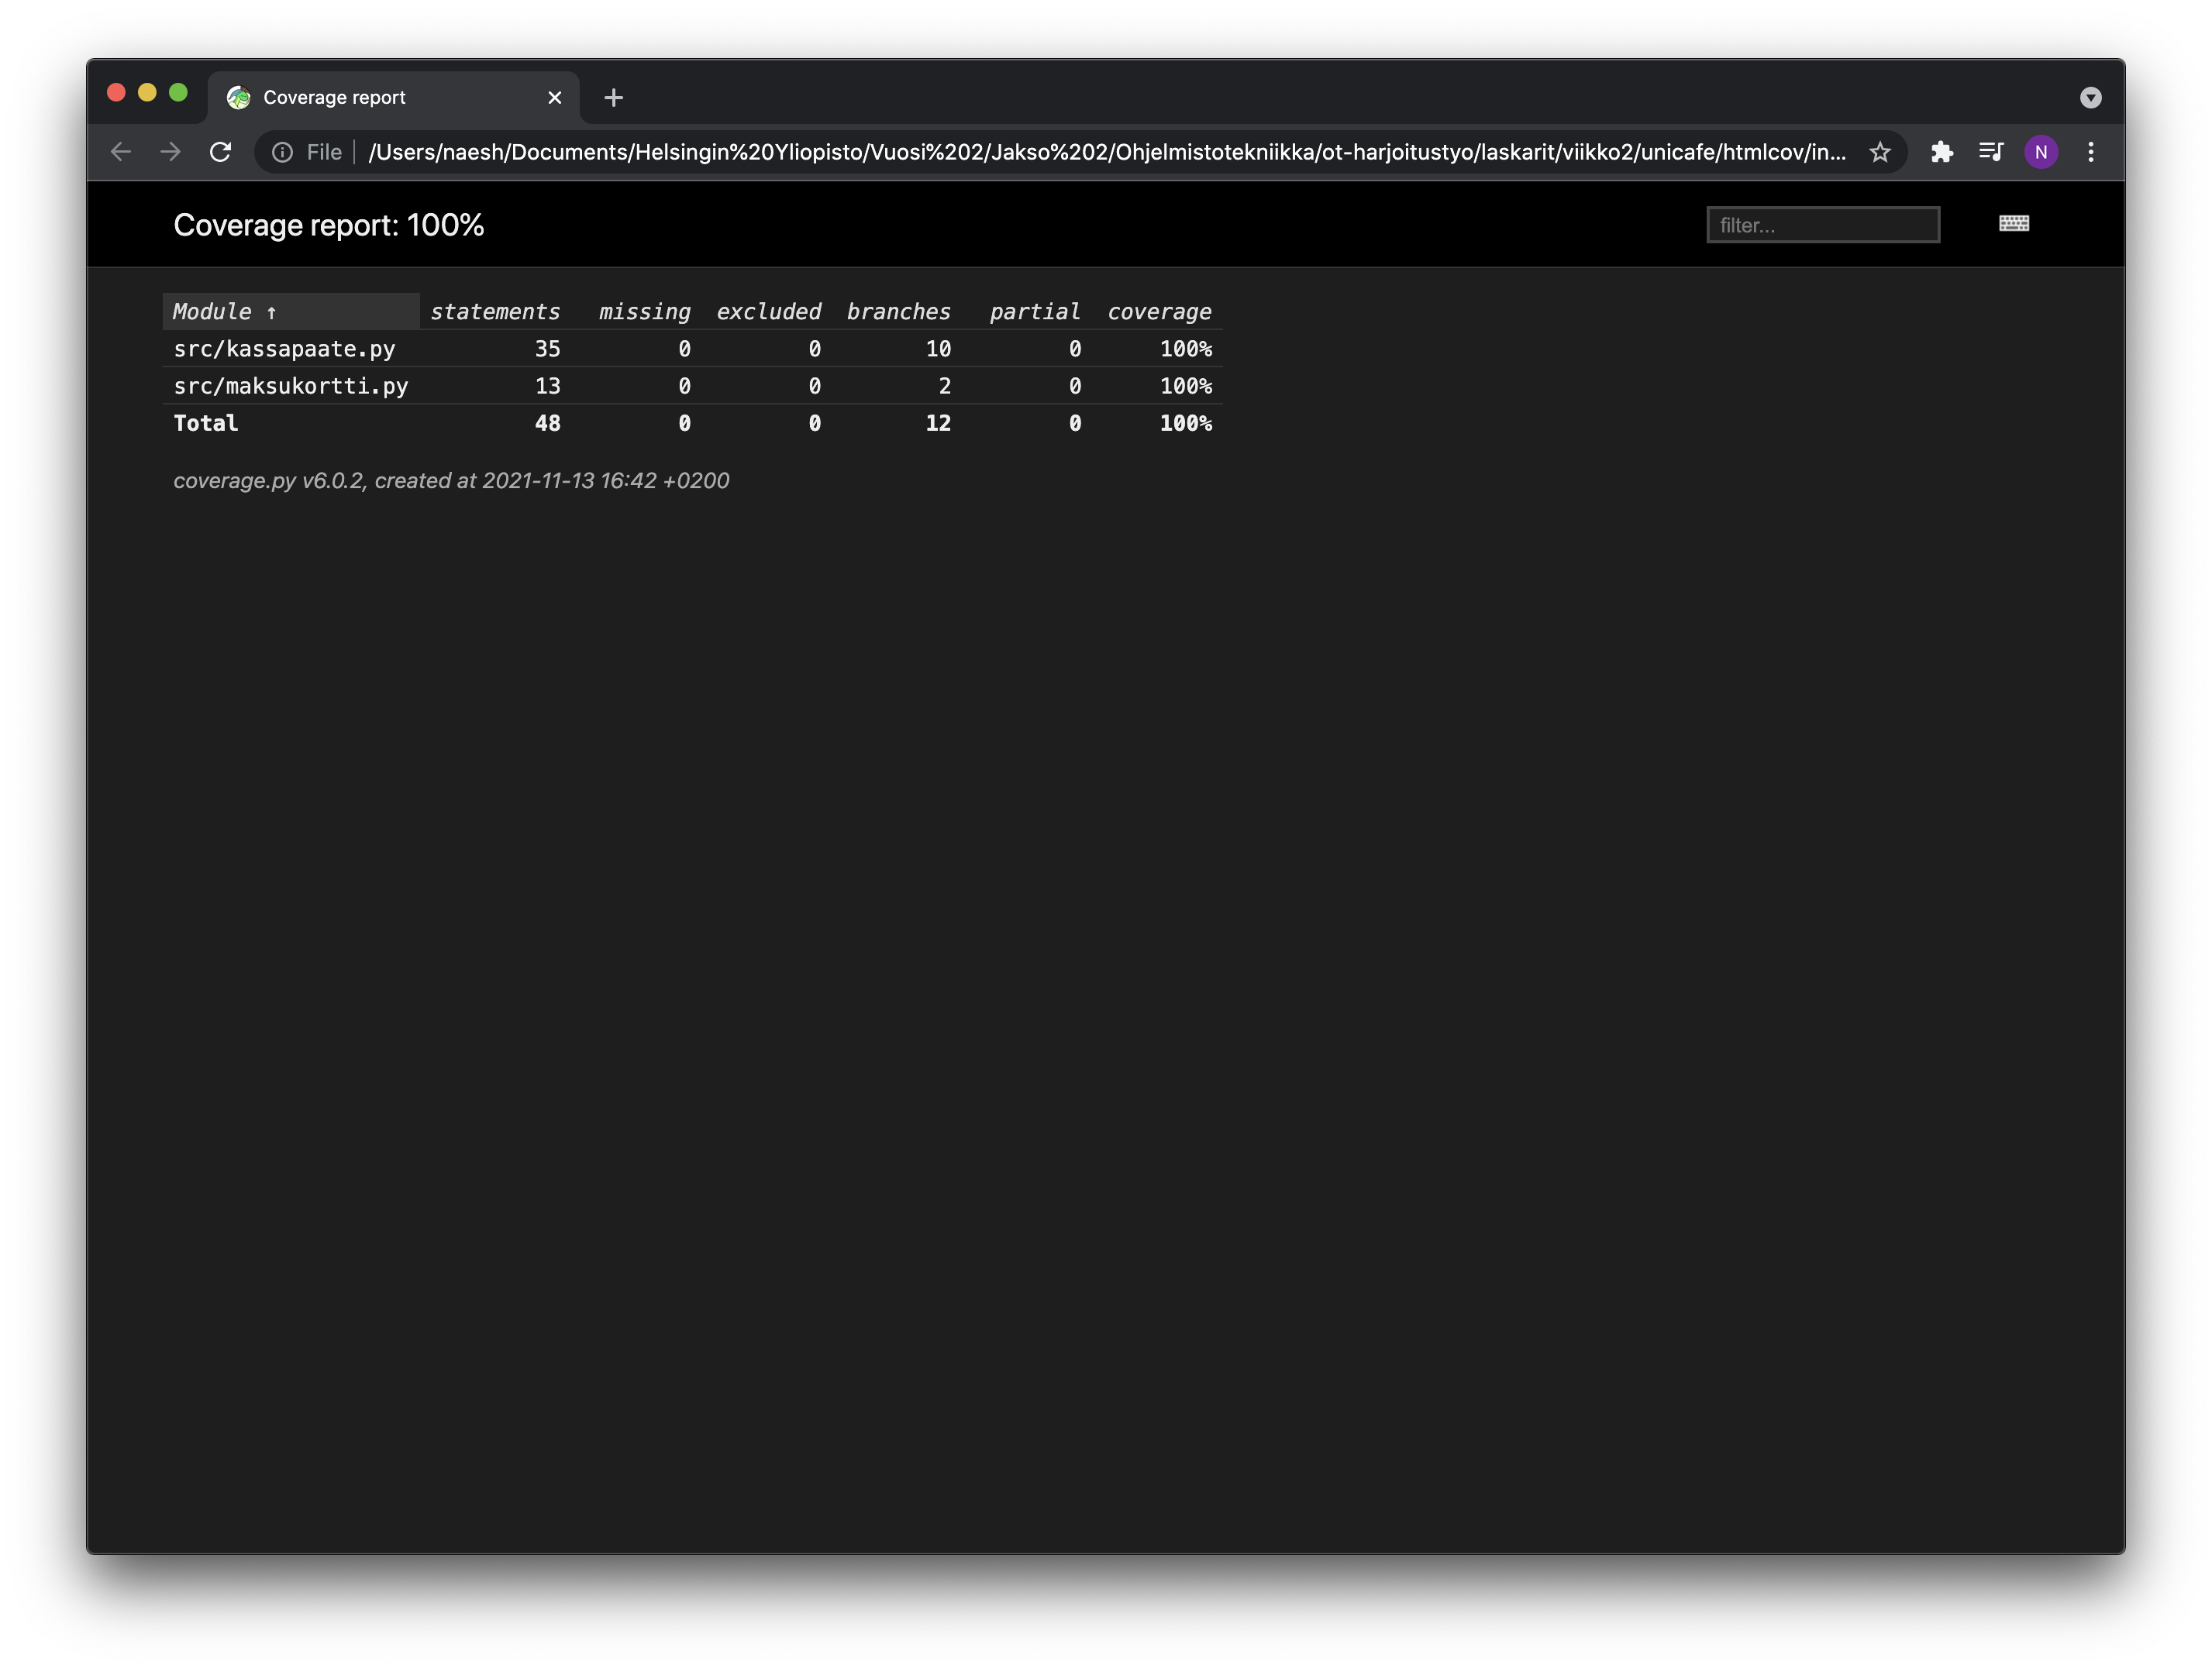 Coverage report
File /Users/naesh/Documents/Helsingin%20Yliopisto/Vuosi%202/Jakso%202/Ohjelmistotekniikka/ot-harjoitustyo/laskarit/viikko2/unicafe/htmlcov/in... N
Coverage report: 100% filter...
Module ↑ statements missing excluded branches partial coverage
src/kassapaate.py 35 0 0 10 0 100%
src/maksukortti.py 13 0 0 2 0 100%
Total 48 0 0 12 0 100%
coverage.py v6.0.2, created at 2021-11-13 16:42 +0200